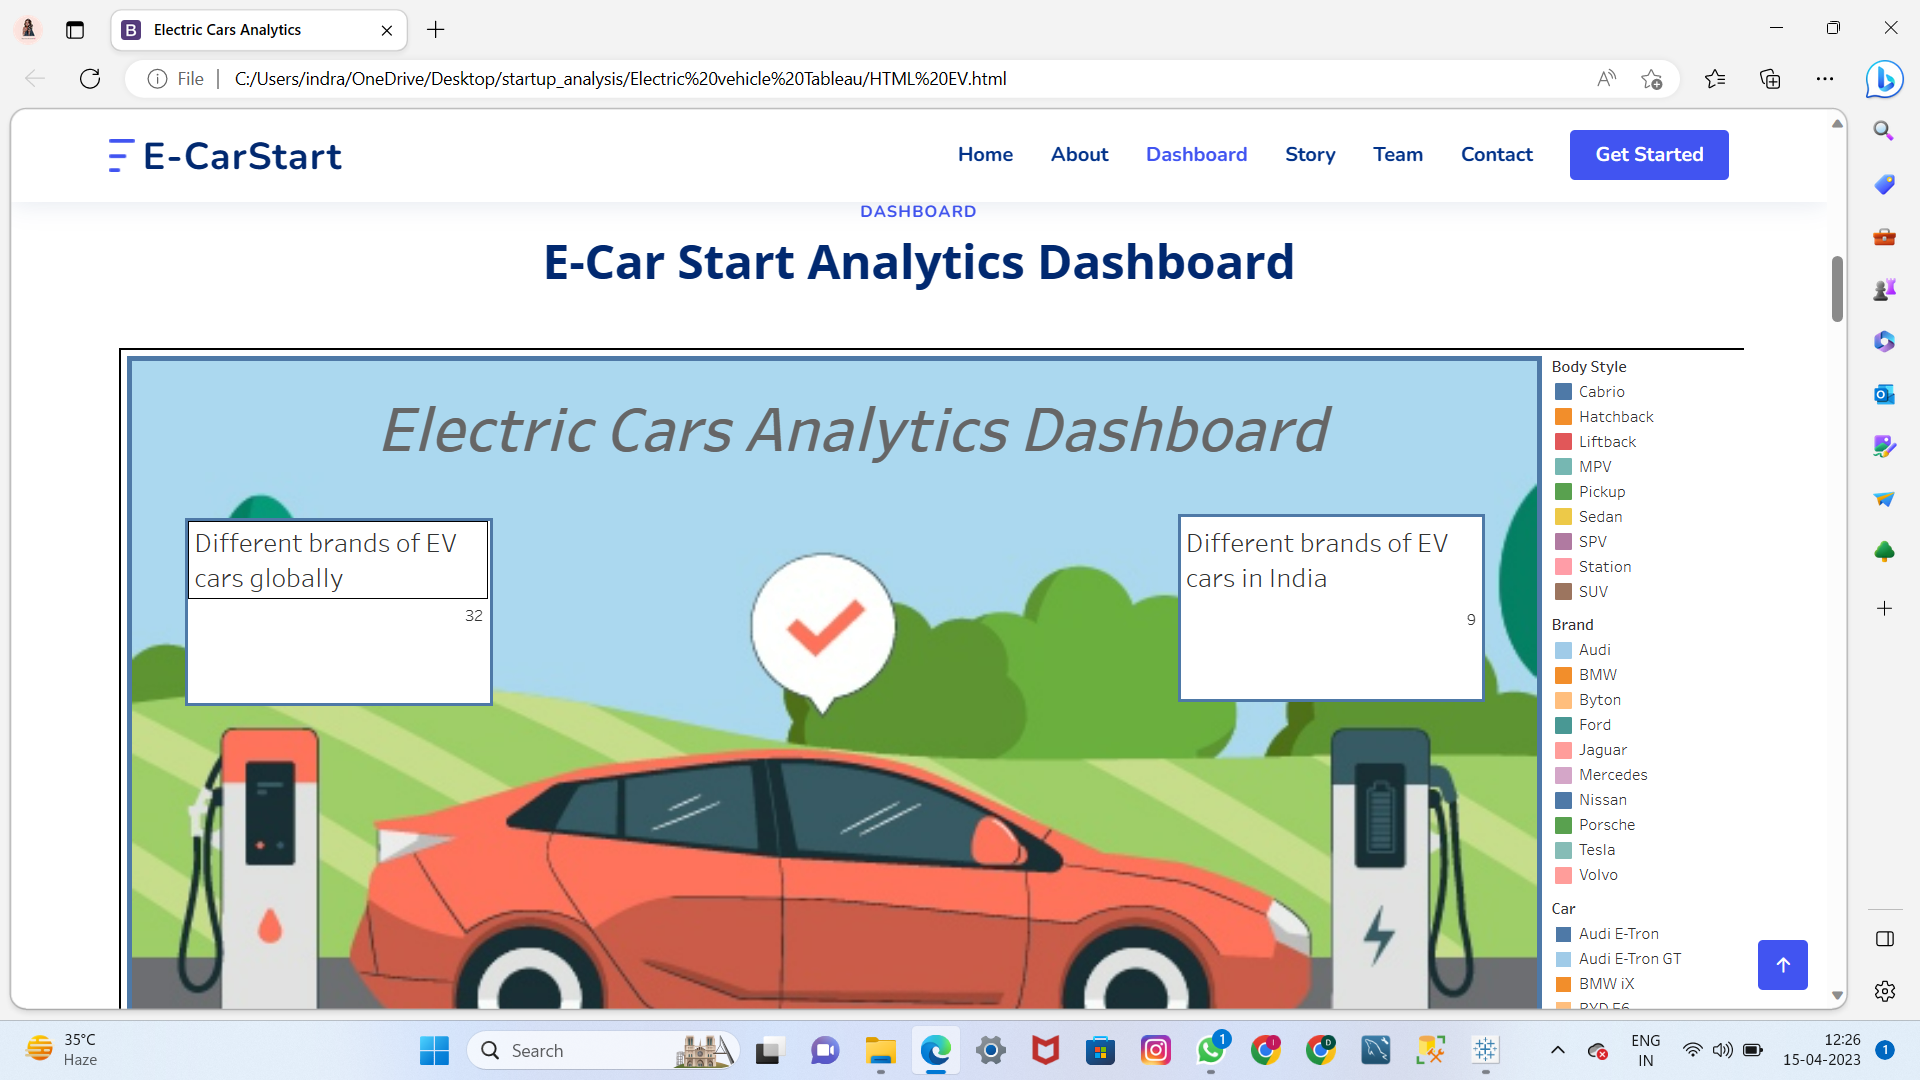 Electric Cars Analytics
File
C:/Users/indra/OneDrive/Desktop/startup_analysis/Electric%20vehicle%20Tableau/HTML%20EV.html
E-CarStart
Home
About
Dashboard
Story
Team
Contact
Get Started
DASHBOARD
E-Car Start Analytics Dashboard
Electric Cars Analytics Dashboard
Different brands of EV
cars globally
32
Different brands of EV
cars in India
9
Body Style
Cabrio
Hatchback
Liftback
MPV
Pickup
Sedan
SPV
Station
SUV
Brand
Audi
BMW
Byton
Ford
Jaguar
Mercedes
Nissan
Porsche
Tesla
Volvo
Car
Audi E-Tron
Audi E-Tron GT
BMW iX
BYD E6
35°C
Haze
Search
1
ENG
IN
12:26
15-04-2023
1